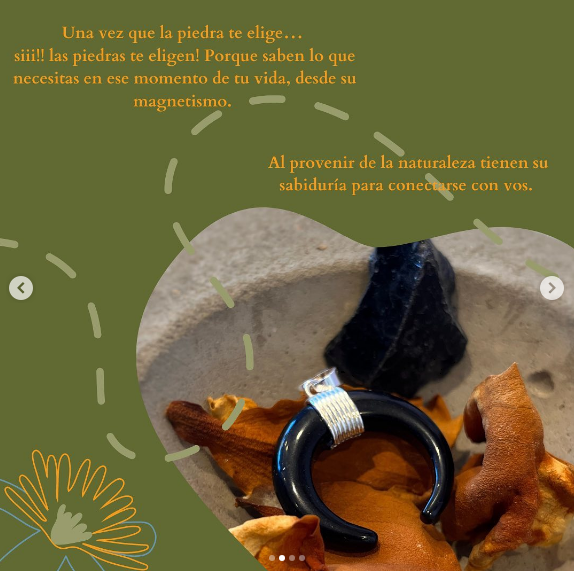 Una vez que la piedra te elige...
siii!! las piedras te eligen! Porque saben lo que
necesitas en ese momento de tu vida, desde su
magnetismo.
Al provenir de la naturaleza tienen su
sabiduría para conectarse con vos.